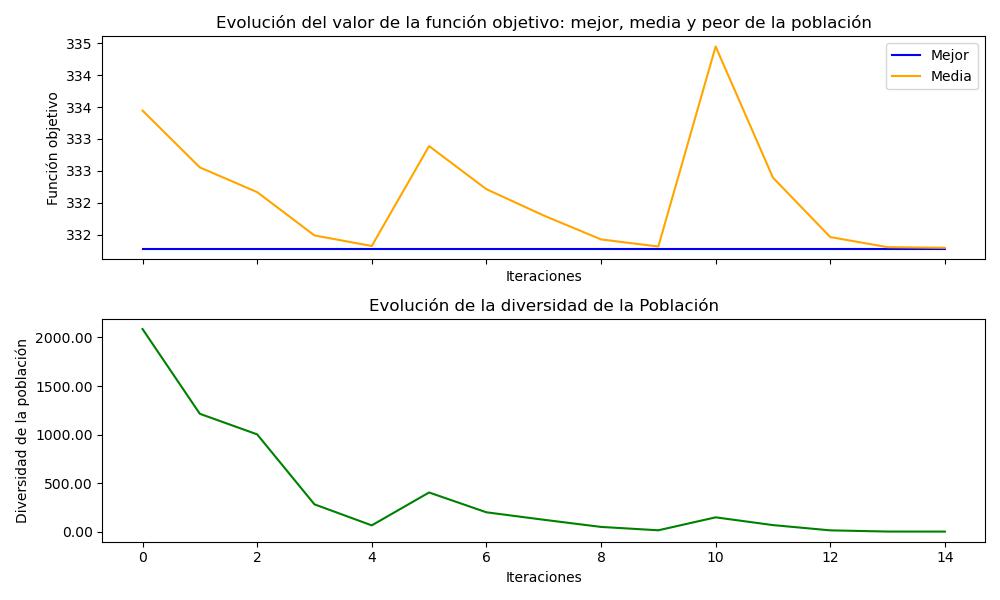 Evolución del valor de la función objetivo: mejor, media y peor de la población
335
334
334
333
333
332
332
Función objetivo
Mejor
Media
Iteraciones
Evolución de la diversidad de la Población
2000.00
1500.00
1000.00
500.00
0.00
Diversidad de la población
0 2 4 6 8 10 12 14
Iteraciones